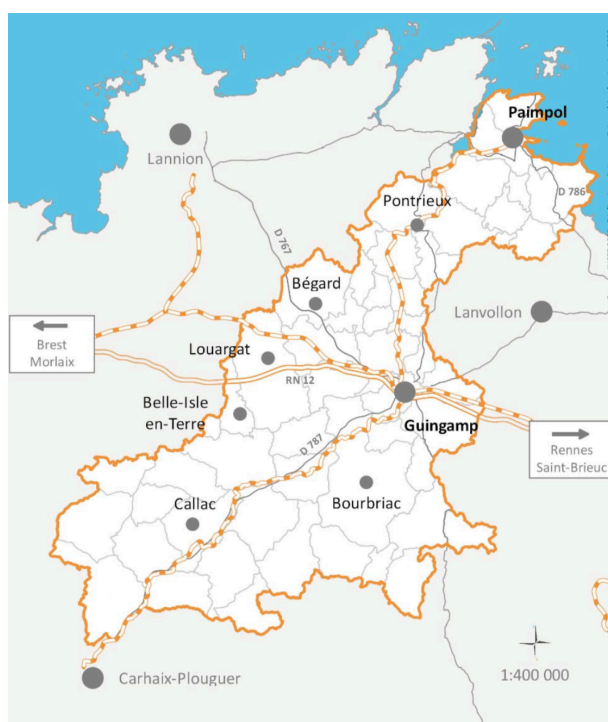 Paimpol
Lannion
D 786
Pontrieux
D 767
Bégard
Lanvollon
Brest
Morlaix
Louargat
RN 12
Belle-Isle
en-Terre
Guingamp
D 787
Rennes
Saint-Brieuc
Callac
Bourbriac
1:400 000
Carhaix-Plouguer